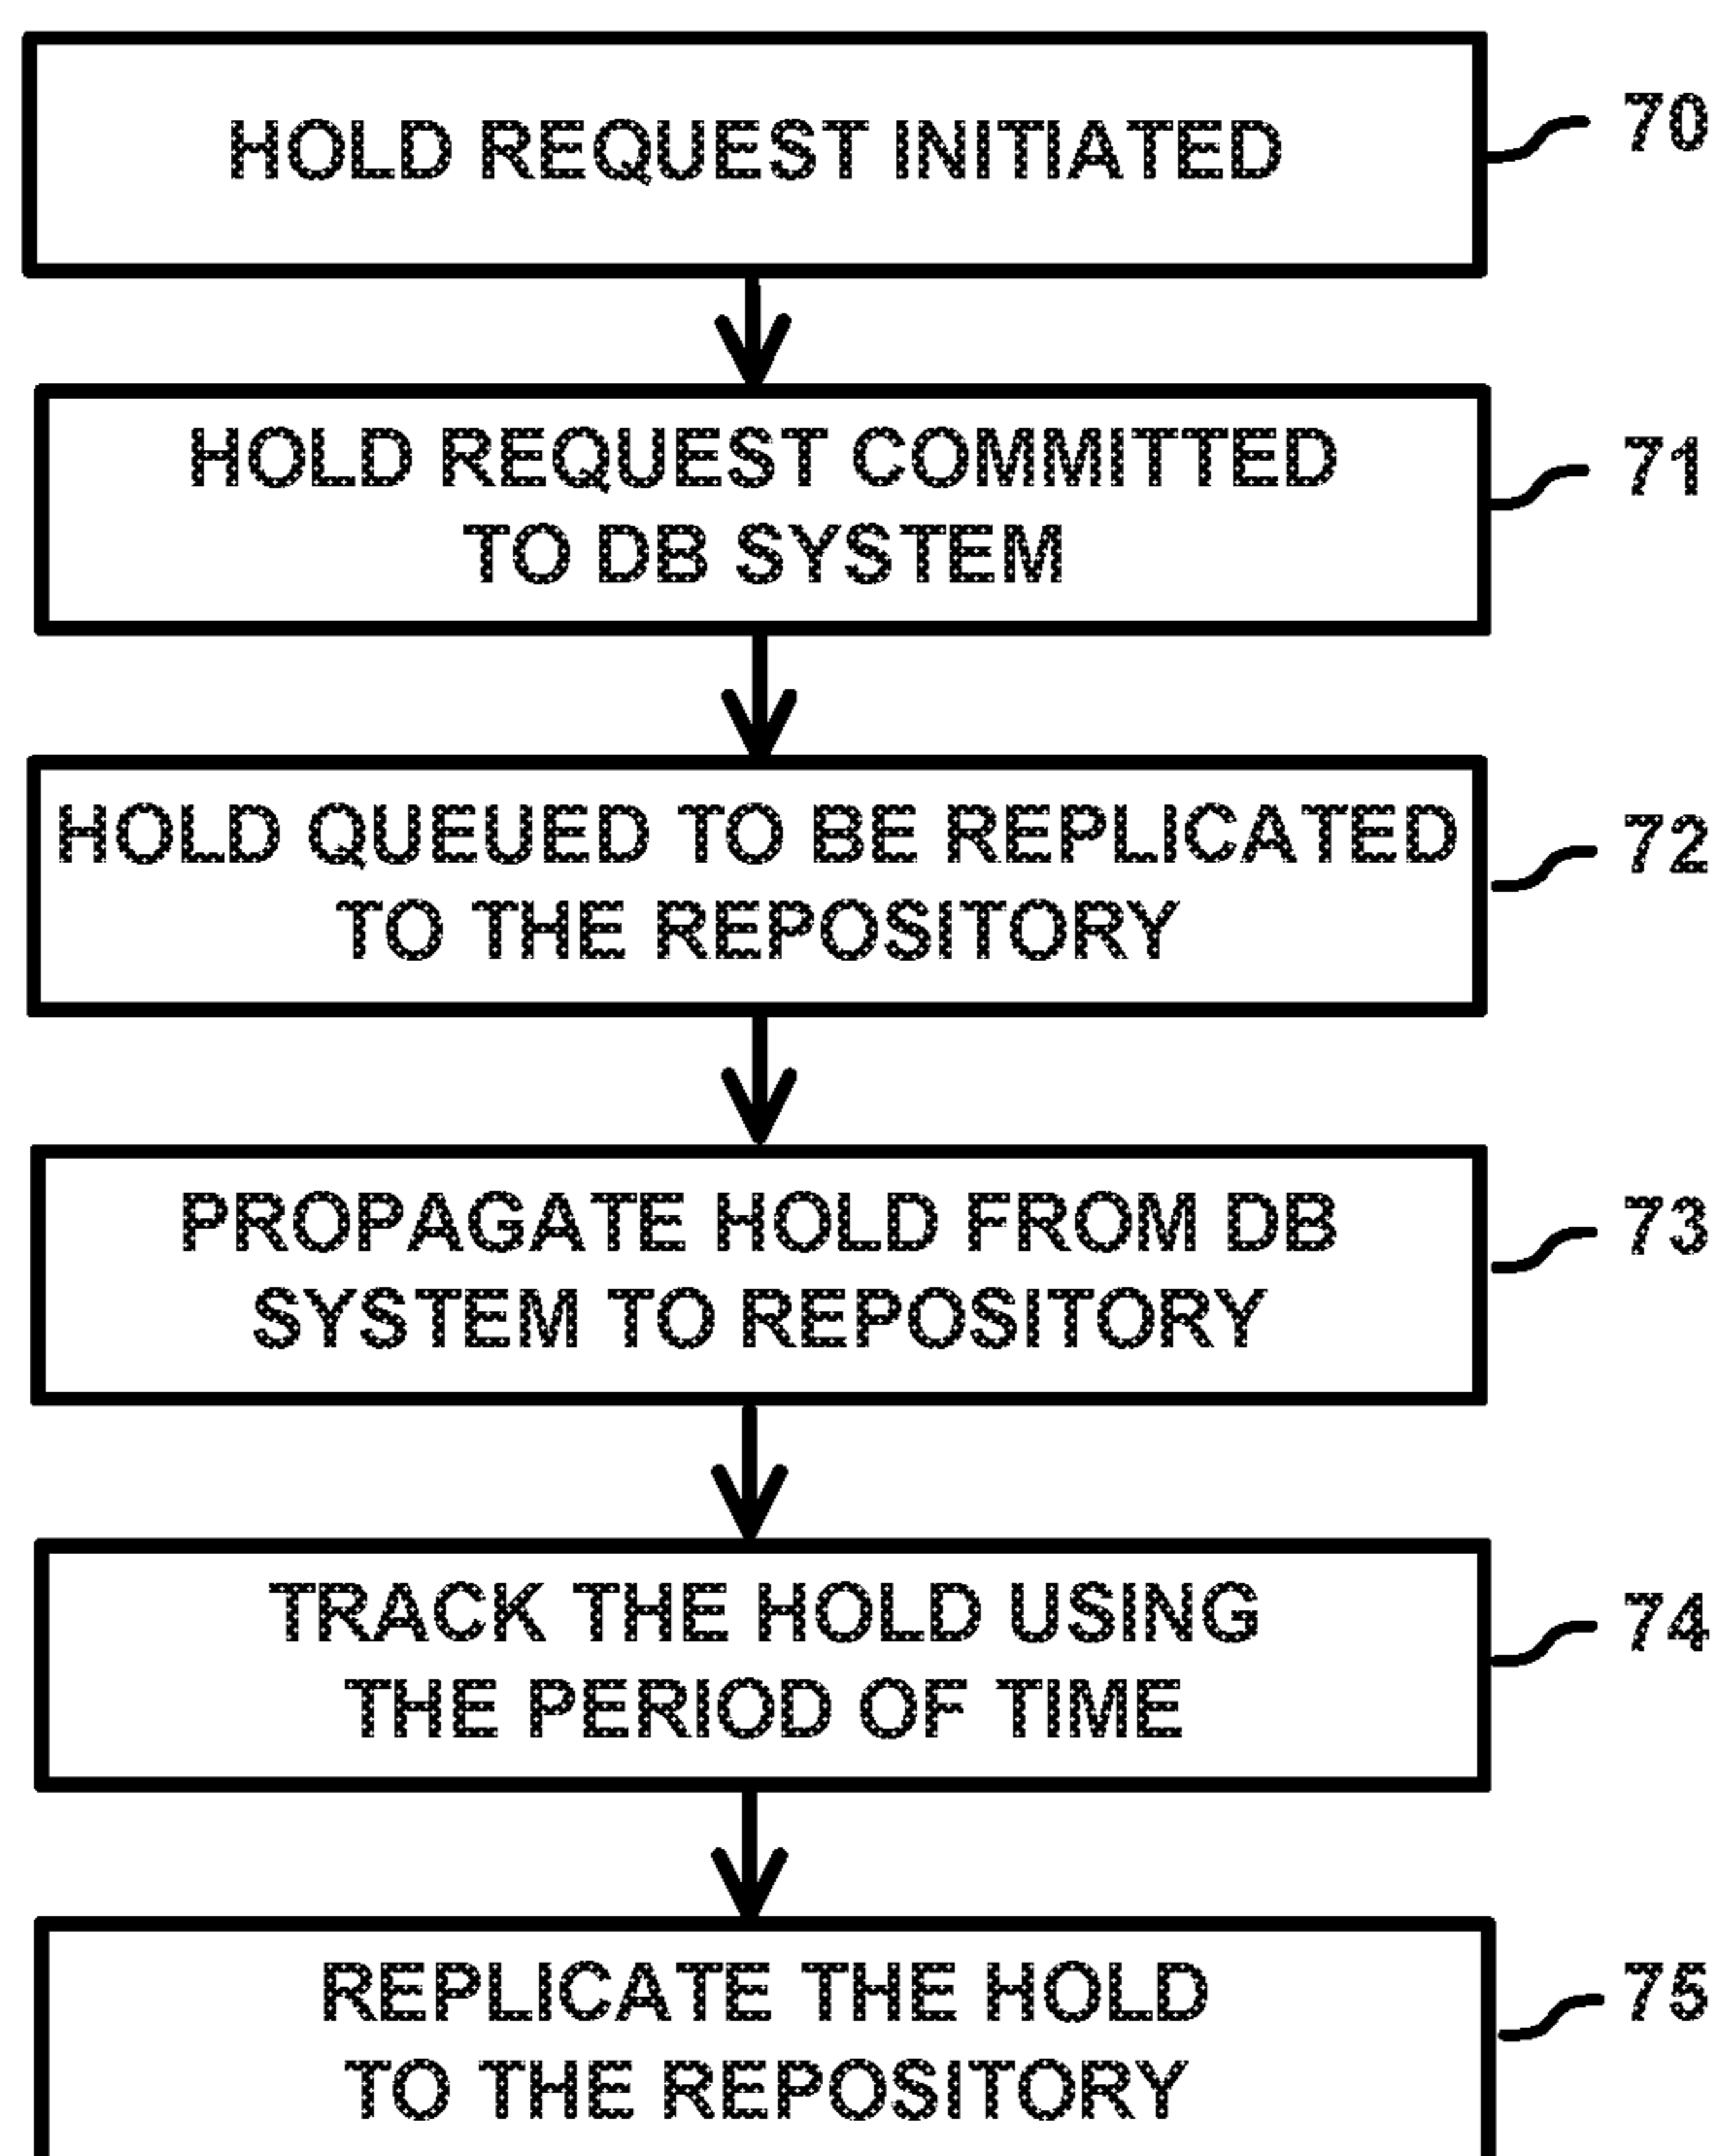 HOLD REQUEST INITIATED
70
HOLD REQUEST COMMITTED
TO DB SYSTEM
71
HOLD QUEUED TO BE REPLICATED
TO THE REPOSITORY
72
PROPAGATE HOLD FROM DB
SYSTEM TO REPOSITORY
73
TRACK THE HOLD USING
THE PERIOD OF TIME
74
REPLICATE THE HOLD
TO THE REPOSITORY
75